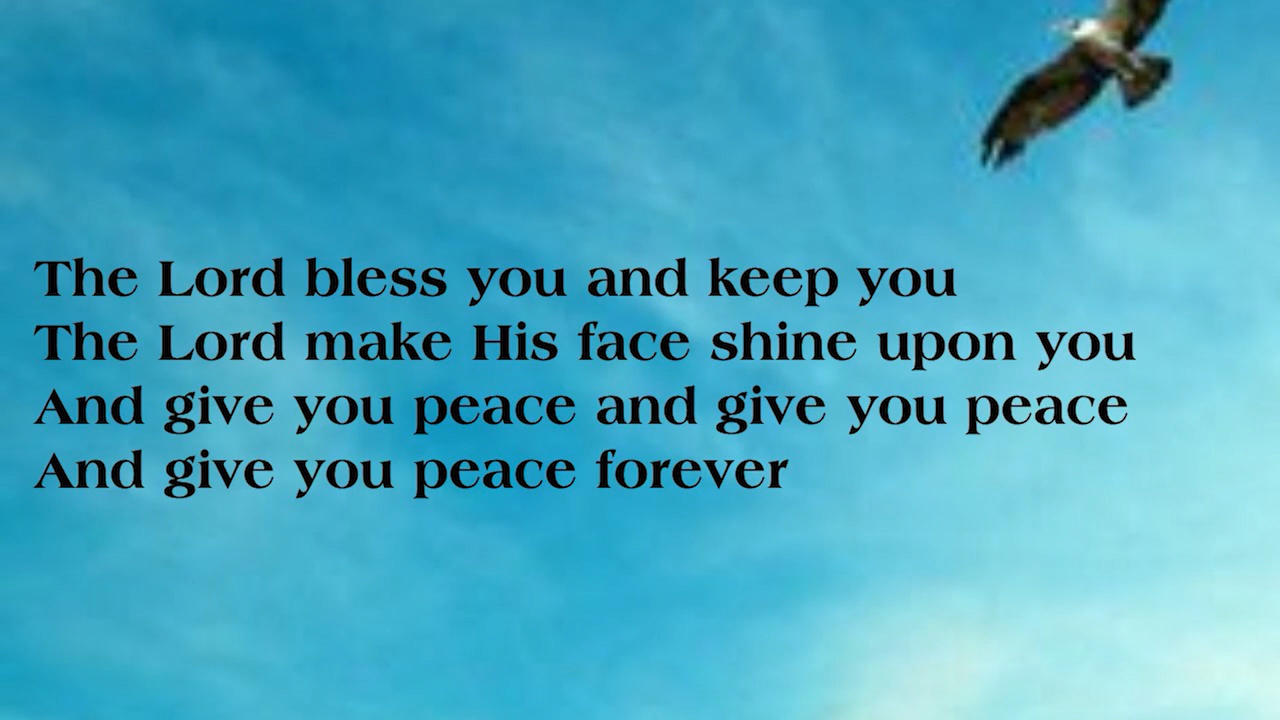 The Lord bless you and keep you
The Lord make His face shine upon you
And give you peace and give you peace
And give you peace forever